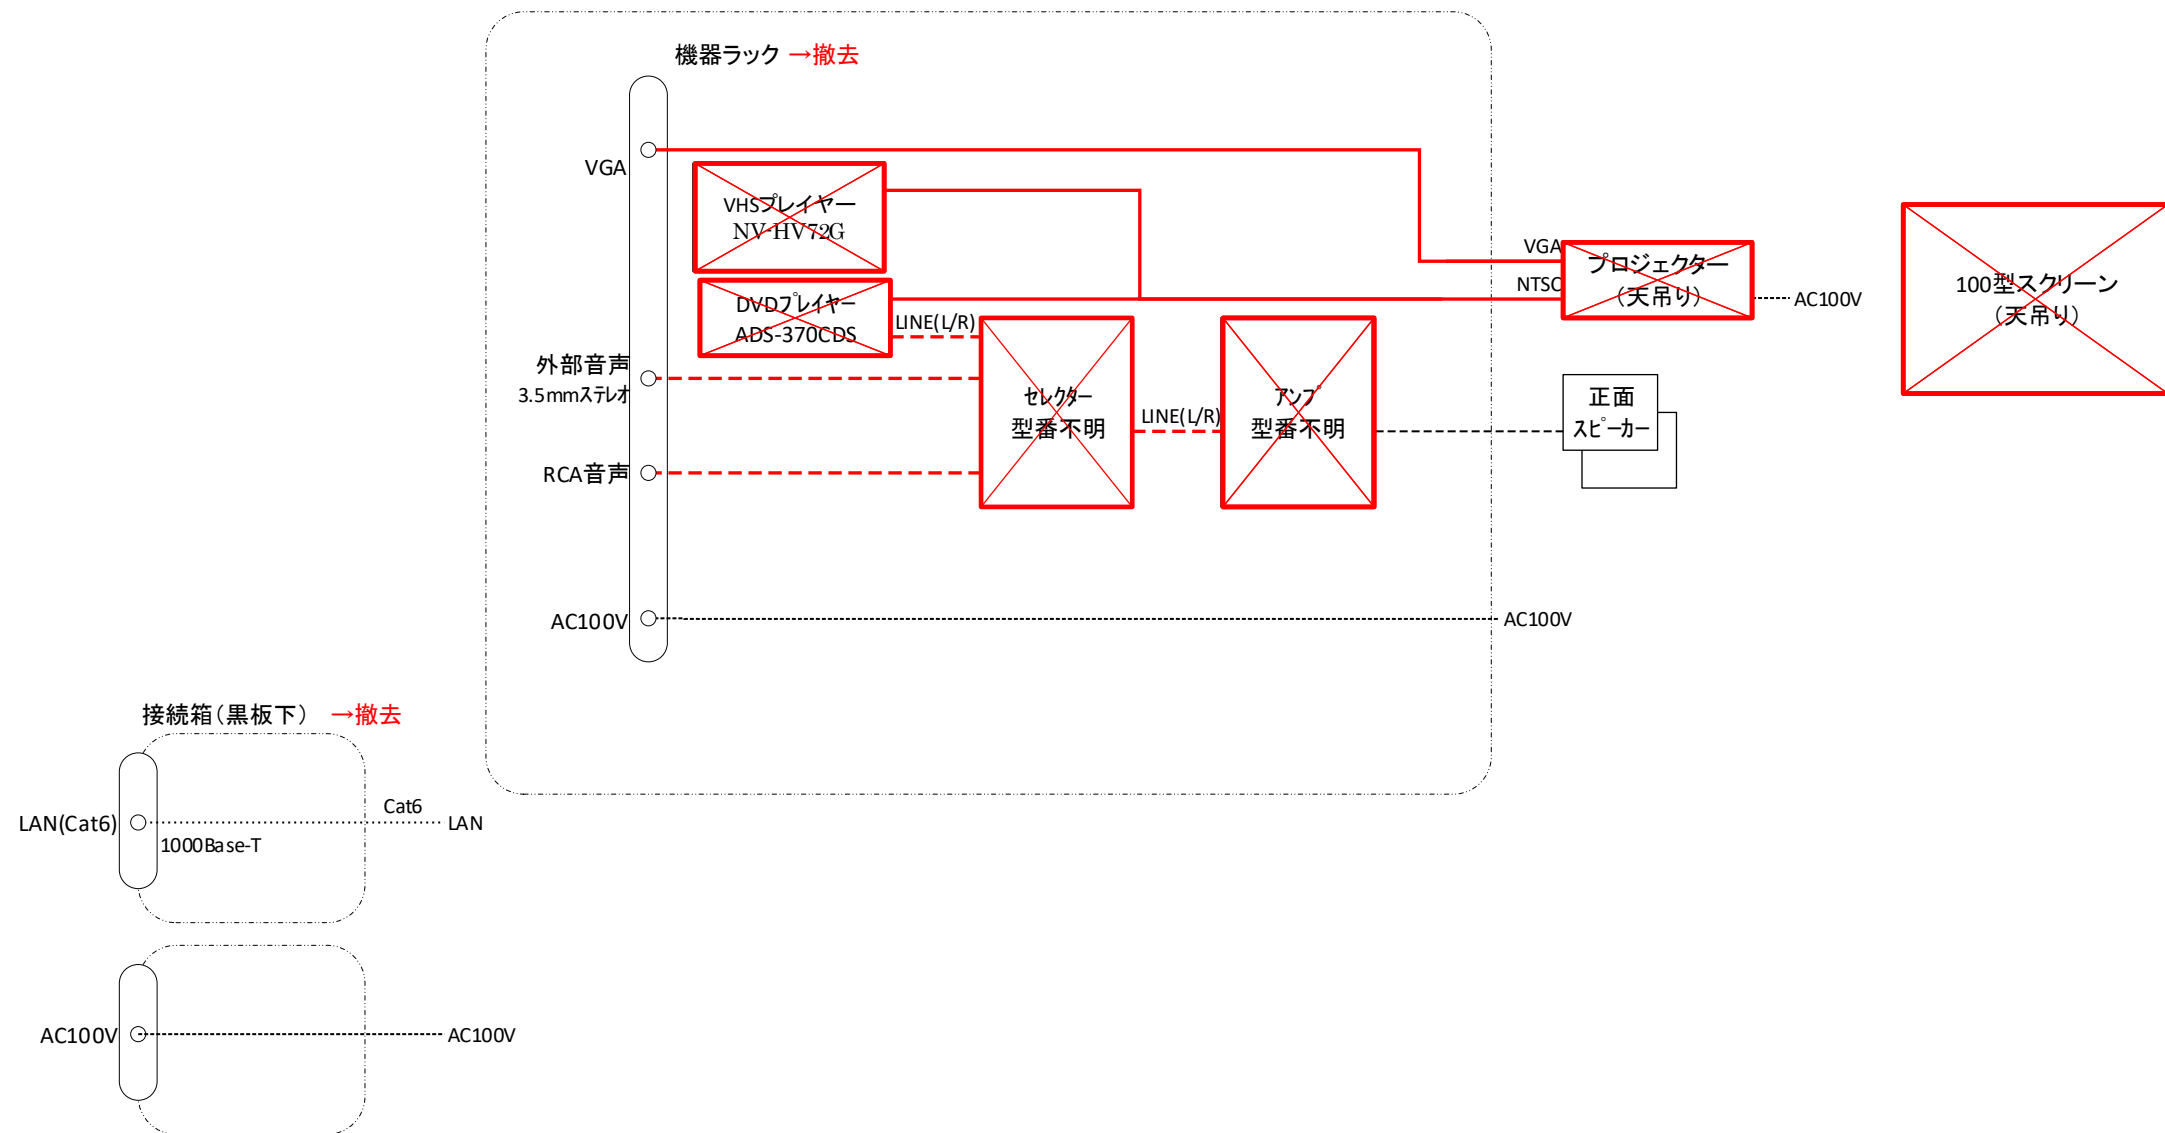 機器ラック →撤去
VGA
VHSプレイヤー
NV-HV72G
VGA
プロジェクター
(天吊り)
NTSC
AC100V
100型スクリーン
(天吊り)
DVDプレイヤー
ADS-370CDS
LINE(L/R)
外部音声
3.5mmステレオ
セレクター
型番不明
LINE(L/R)
アンプ
型番不明
正面
スピーカー
RCA音声
AC100V
AC100V
接続箱(黒板下) →撤去
Cat6
LAN(Cat6)
LAN
1000Base-T
AC100V
AC100V